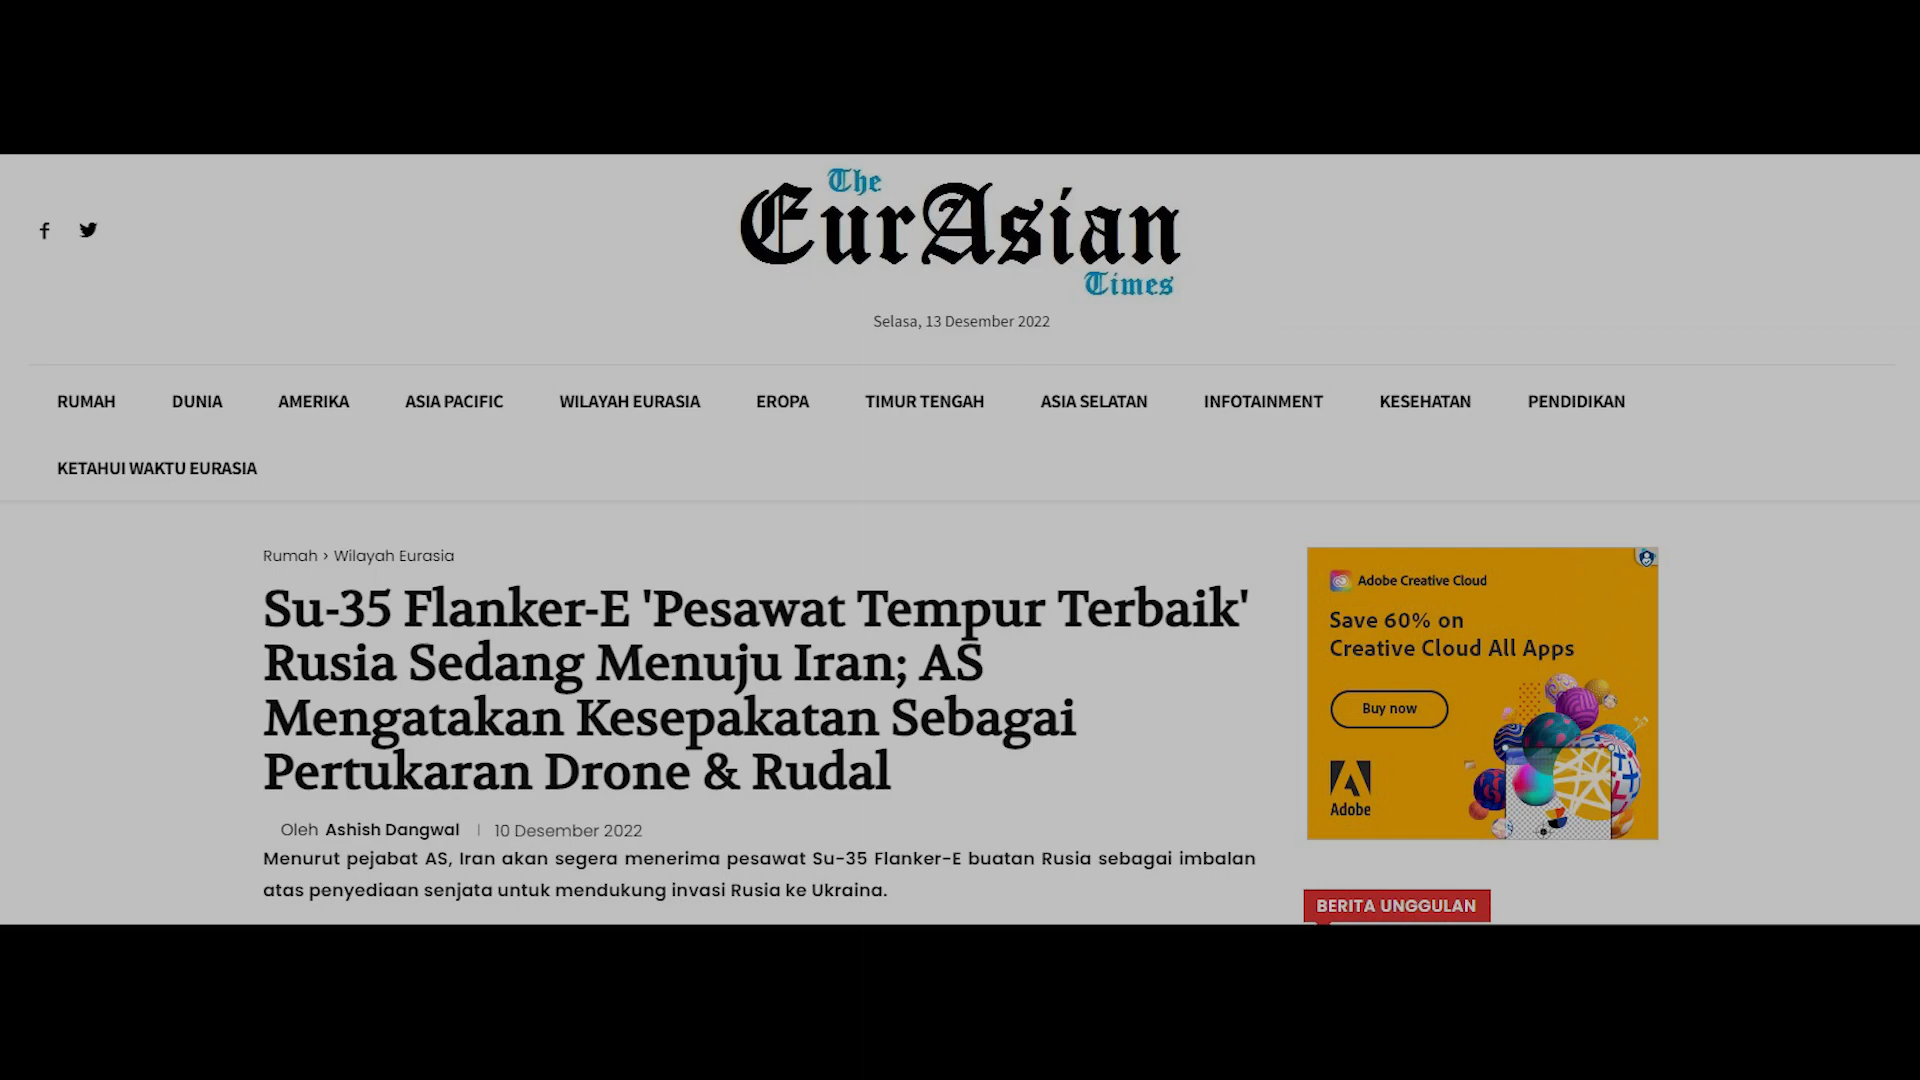 The
EurAsian
Times
Selasa, 13 Desember 2022
RUMAH DUNIA AMERIKA ASIA PACIFIC WILAYAH EURASIA EROPA TIMUR TENGAH ASIA SELATAN INFOTAINMENT KESEHATAN PENDIDIKAN
KETAHUI WAKTU EURASIA
Rumah › Wilayah Eurasia
Su-35 Flanker-E 'Pesawat Tempur Terbaik'
Rusia Sedang Menuju Iran; AS
Mengatakan Kesepakatan Sebagai
Pertukaran Drone & Rudal
Oleh Ashish Dangwal | 10 Desember 2022
Menurut pejabat AS, Iran akan segera menerima pesawat Su-35 Flanker-E buatan Rusia sebagai imbalan
atas penyediaan senjata untuk mendukung invasi Rusia ke Ukraina.
Adobe Creative Cloud
Save 60% on
Creative Cloud All Apps
Buy now
Adobe
BERITA UNGGULAN